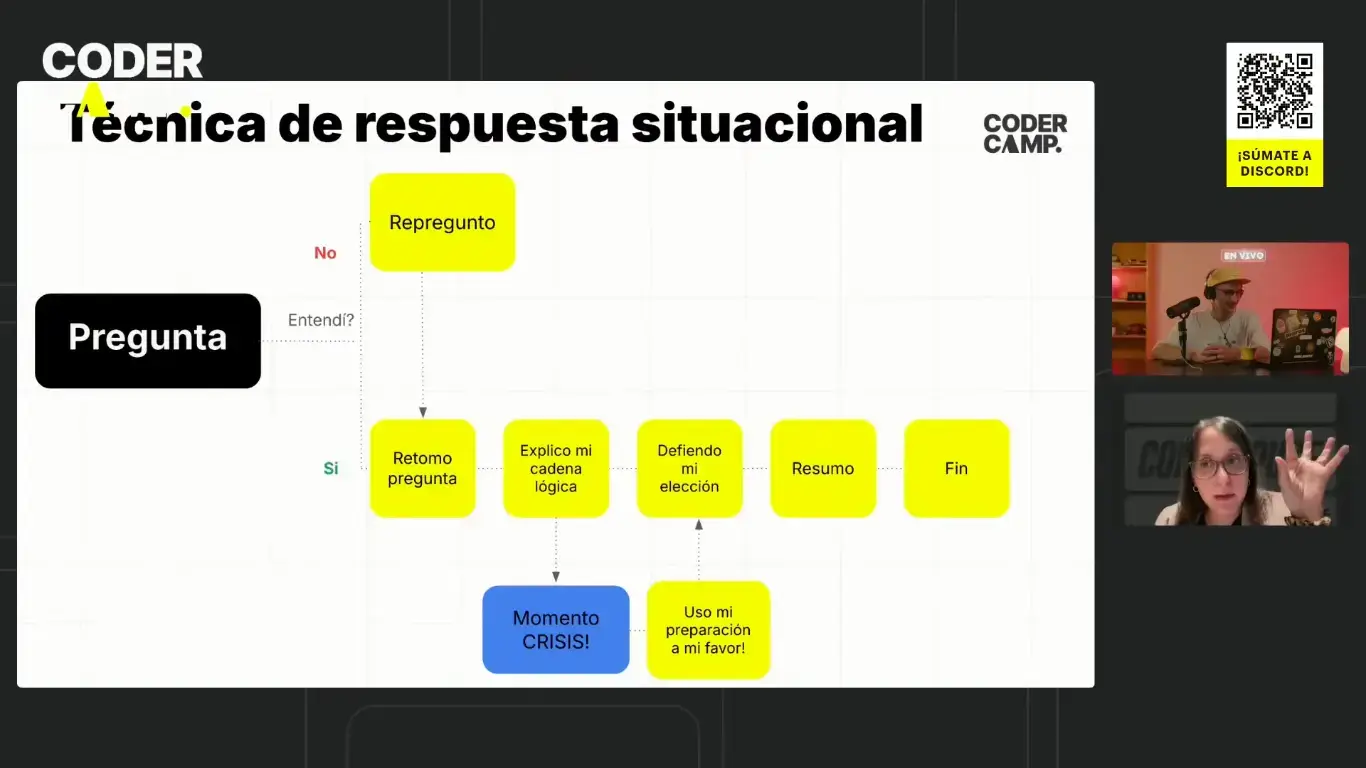 CODER
Técnica de respuesta situacional
CODER
CAMP.
¡SÚMATE A
DISCORD!
EN VIVO
Repregunto
No
Entendí?
Pregunta
Si
Retomo
pregunta
Explico mi
cadena
lógica
Defiendo
mi
elección
Resumo
Fin
Momento
CRISIS!
Uso mi
preparación
a mi favor!